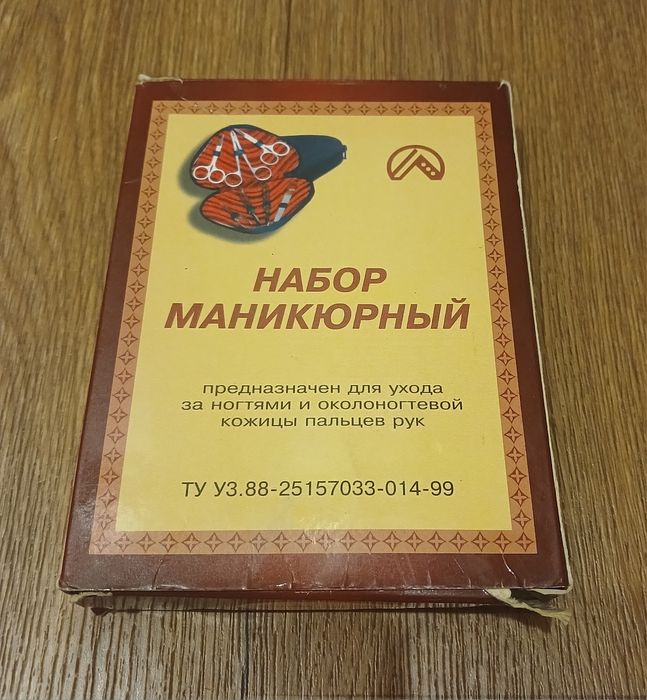 НАБОР
МАНИКЮРНЫЙ
предназначен для ухода
за ногтями и околоногтевой
кожицы пальцев рук
ТУ У3.88-25157033-014-99